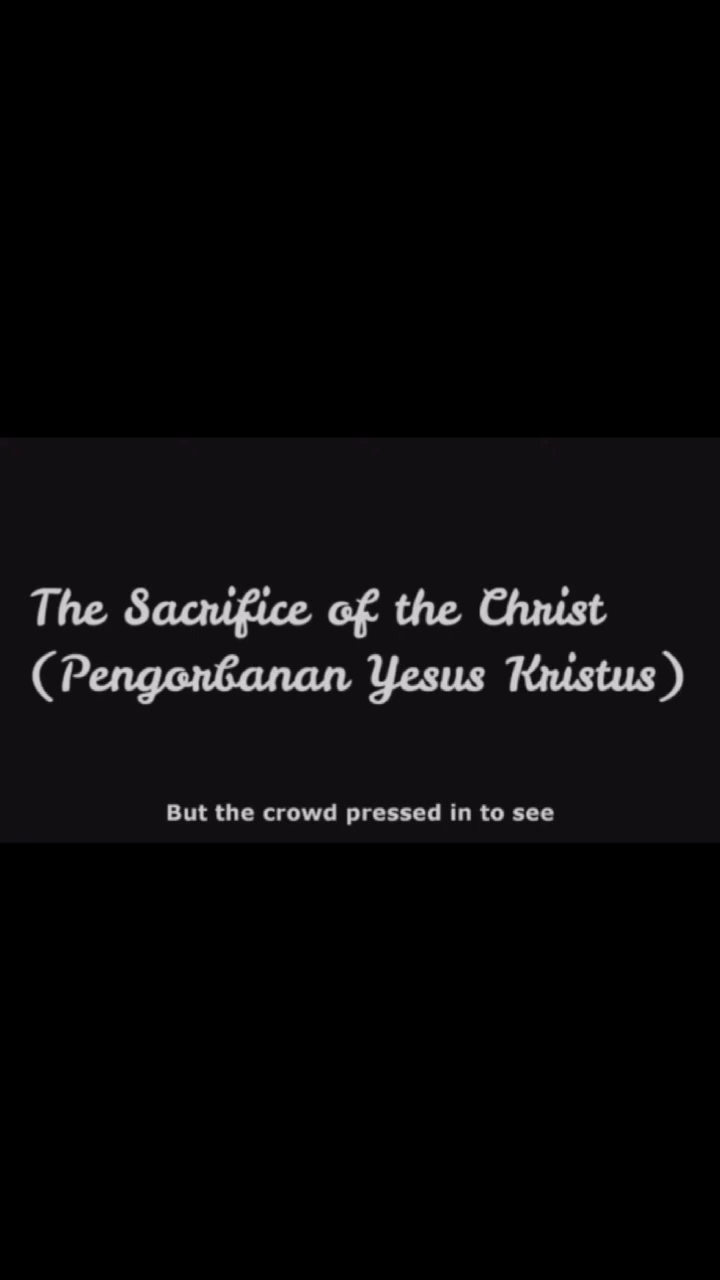 The Sacrifice of the Christ
(Pengorbanan Yesus Kristus)
But the crowd pressed in to see